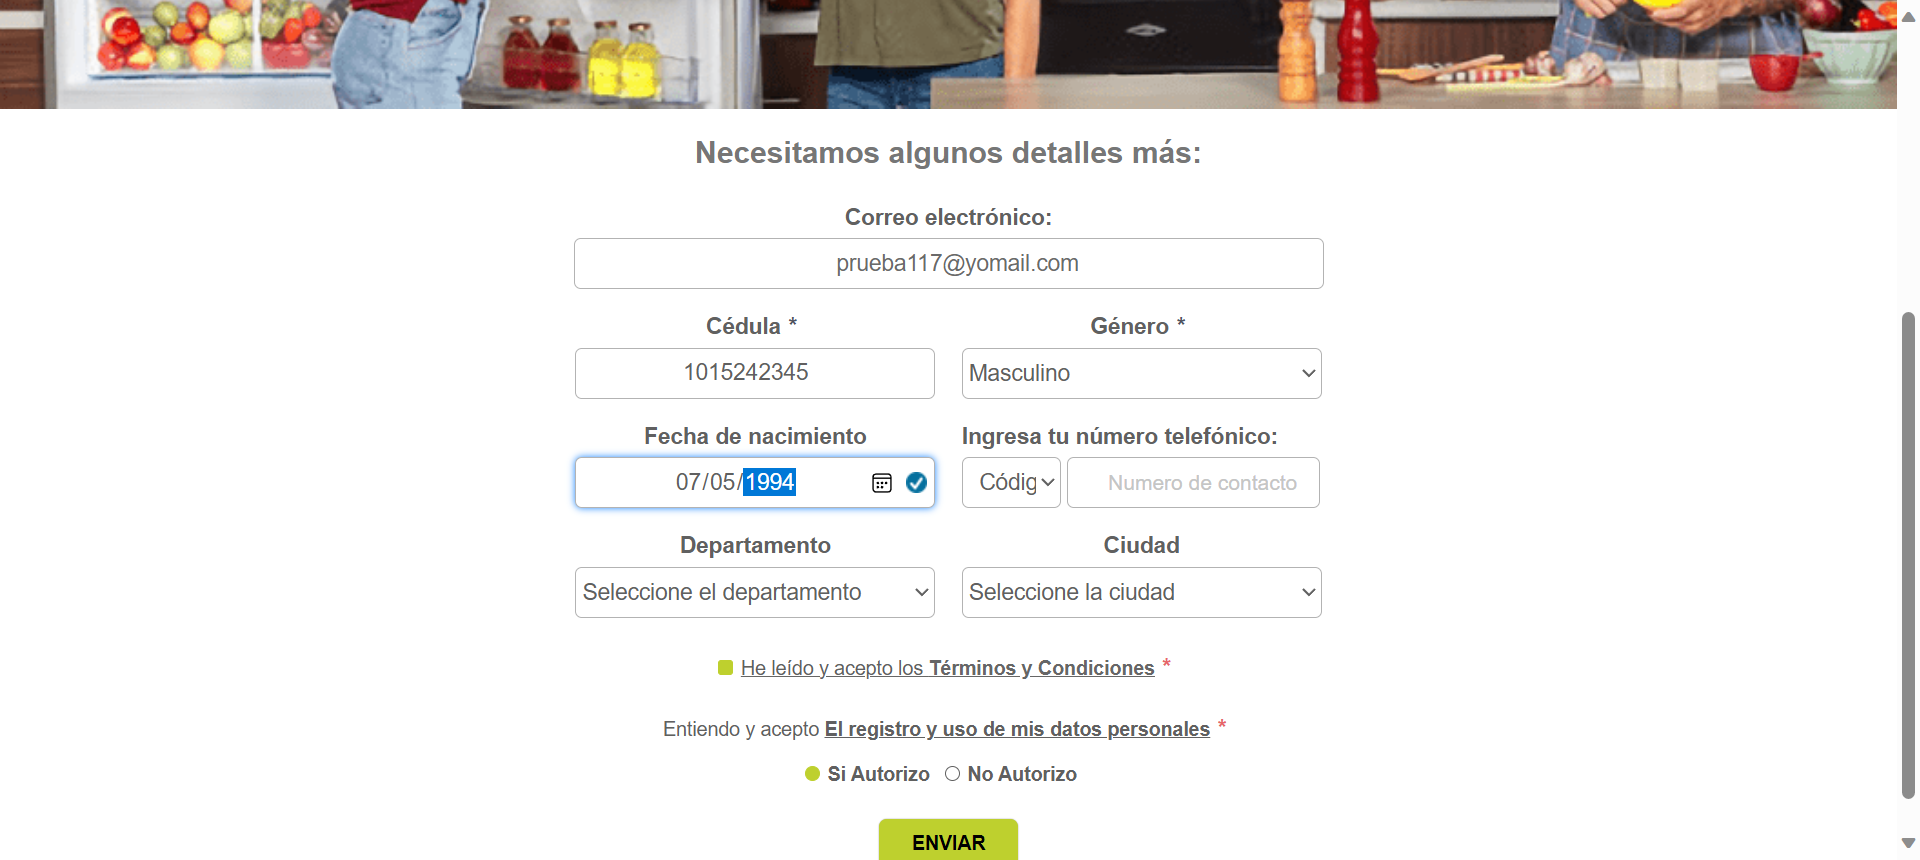 Necesitamos algunos detalles más:
Correo electrónico:
prueba117@yomail.com
Cédula * Género *
1015242345 Masculino
Fecha de nacimiento Ingresa tu número telefónico:
07/05/1994 Códig Numero de contacto
Departamento Ciudad
Seleccione el departamento Seleccione la ciudad
He leído y acepto los Términos y Condiciones *
Entiendo y acepto El registro y uso de mis datos personales *
Si Autorizo No Autorizo
ENVIAR